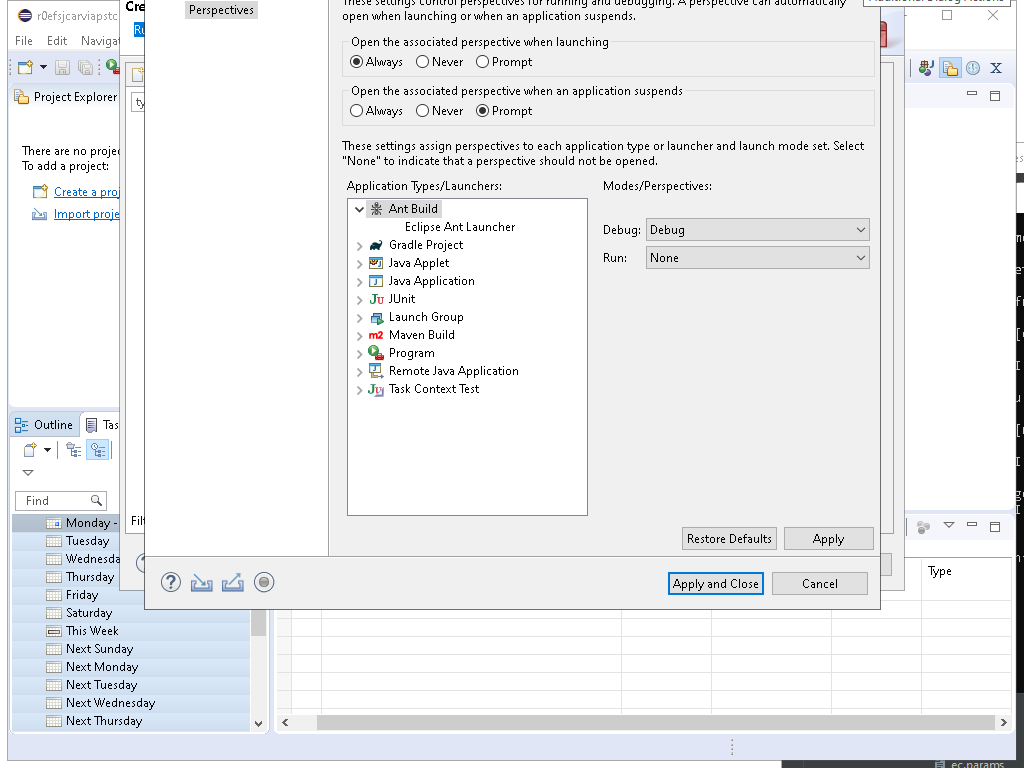 r0efsjcarviapstc
Cre
Perspectives
These settings control perspectives for running and debugging. A perspective can automatically
open when launching or when an application suspends.
File Edit Navigat
Open the associated perspective when launching
Always Never Prompt
Project Explorer
Open the associated perspective when an application suspends
Always Never Prompt
There are no projec
To add a project:
Create a proj
Import proje
These settings assign perspectives to each application type or launcher and launch mode set. Select
"None" to indicate that a perspective should not be opened.
Application Types/Launchers:
Modes/Perspectives:
Ant Build
Eclipse Ant Launcher
Gradle Project
Java Applet
Java Application
JUnit
Launch Group
Maven Build
Program
Remote Java Application
Task Context Test
Debug: Debug
Run: None
Outline Tas
Find
Filt
Monday -
Tuesday
Wednesda
Thursday
Friday
Saturday
This Week
Next Sunday
Next Monday
Next Tuesday
Next Wednesday
Next Thursday
Restore Defaults Apply
Apply and Close Cancel
Type
ec.params